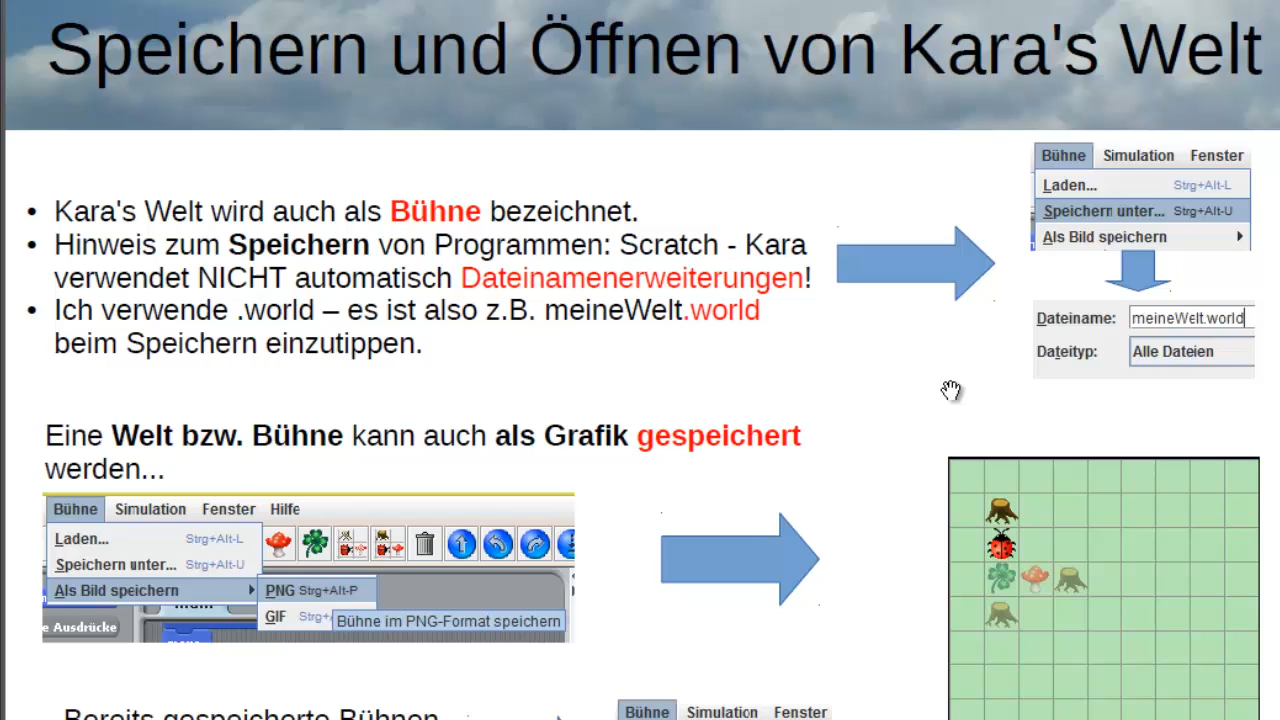 Speichern und Öffnen von Kara's Welt
• Kara's Welt wird auch als Bühne bezeichnet.
• Hinweis zum Speichern von Programmen: Scratch - Kara
verwendet NICHT automatisch Dateinamenerweiterungen!
• Ich verwende .world – es ist also z.B. meineWelt.world
beim Speichern einzutippen.
Bühne Simulation Fenster
Laden... Strg+Alt-L
Speichern unter... Strg+Alt-U
Als Bild speichern
Dateiname: meineWelt.world
Dateityp: Alle Dateien
Eine Welt bzw. Bühne kann auch als Grafik gespeichert
werden...
Bühne Simulation Fenster Hilfe
Laden... Strg+Alt-L
Speichern unter... Strg+Alt-U
Als Bild speichern PNG Strg+Alt-P
GIF Strg+
Bühne im PNG-Format speichern
e Ausdrücke
Bereits gespeicherte Bühnen
Bühne Simulation Fenster